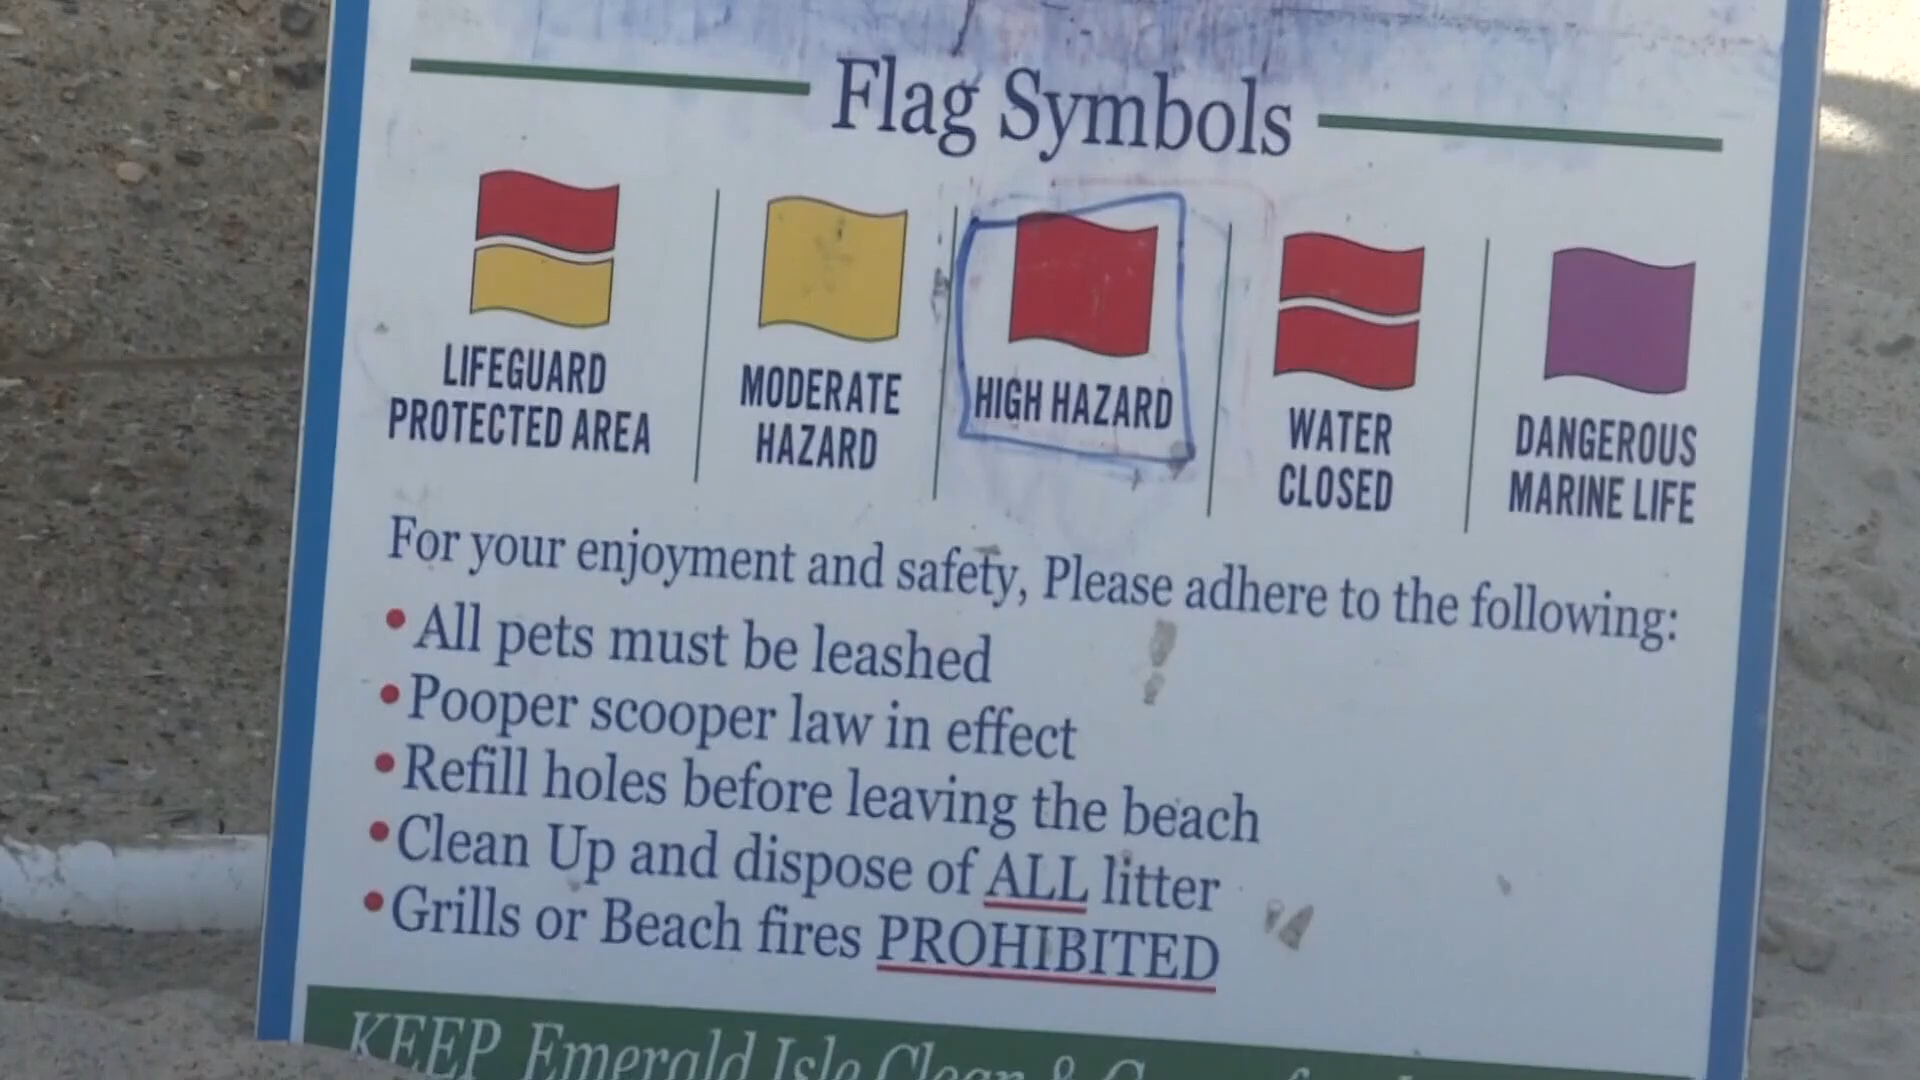 Flag Symbols
LIFEGUARD
PROTECTED AREA
MODERATE
HAZARD
HIGH HAZARD
WATER
CLOSED
DANGEROUS
MARINE LIFE
For your enjoyment and safety, Please adhere to the following:
• All pets must be leashed
• Pooper scooper law in effect
• Refill holes before leaving the beach
• Clean Up and dispose of ALL litter
• Grills or Beach fires PROHIBITED
KEEP Emerald Isle Clean &